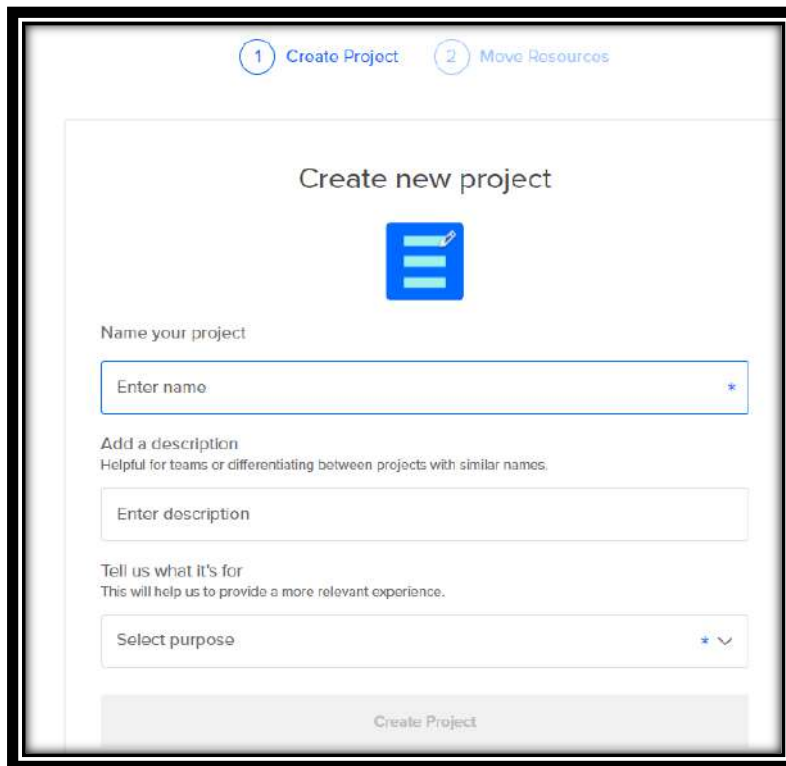 1 Create Project 2 Move Resources
Create new project
Name your project
Enter name *
Add a description
Helpful for teams or differentiating between projects with similar names.
Enter description
Tell us what it's for
This will help us to provide a more relevant experience.
Select purpose *
Create Project